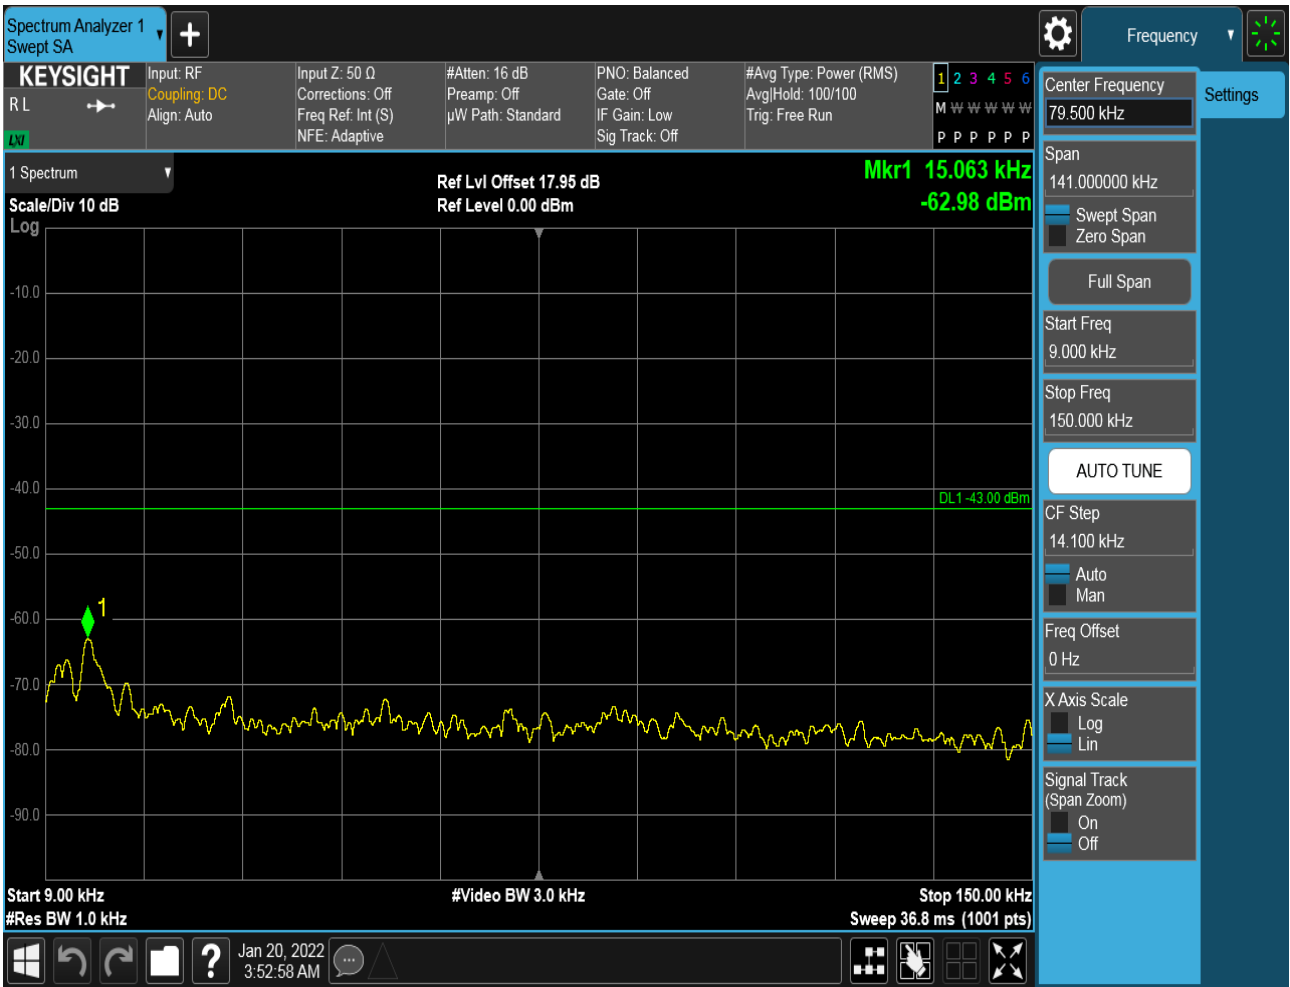 Spectrum Analyzer 1
Swept SA
Frequency
KEYSIGHT
R L
LXI
Input: RF
Coupling: DC
Align: Auto
Input Z: 50 Ω
Corrections: Off
Freq Ref: Int (S)
NFE: Adaptive
#Atten: 16 dB
Preamp: Off
µW Path: Standard
PNO: Balanced
Gate: Off
IF Gain: Low
Sig Track: Off
#Avg Type: Power (RMS)
Avg|Hold: 100/100
Trig: Free Run
1 2 3 4 5 6
M W W W W W
P P P P P P
1 Spectrum
Scale/Div 10 dB
Log
Ref Lvl Offset 17.95 dB
Ref Level 0.00 dBm
Mkr1 15.063 kHz
-62.98 dBm
-10.0
-20.0
-30.0
-40.0
DL1 -43.00 dBm
-50.0
1
-60.0
-70.0
-80.0
-90.0
Start 9.00 kHz
#Res BW 1.0 kHz
#Video BW 3.0 kHz
Stop 150.00 kHz
Sweep 36.8 ms (1001 pts)
?
Jan 20, 2022
3:52:58 AM
Settings
Center Frequency
79.500 kHz
Span
141.000000 kHz
Swept Span
Zero Span
Full Span
Start Freq
9.000 kHz
Stop Freq
150.000 kHz
AUTO TUNE
CF Step
14.100 kHz
Auto
Man
Freq Offset
0 Hz
X Axis Scale
Log
Lin
Signal Track
(Span Zoom)
On
Off